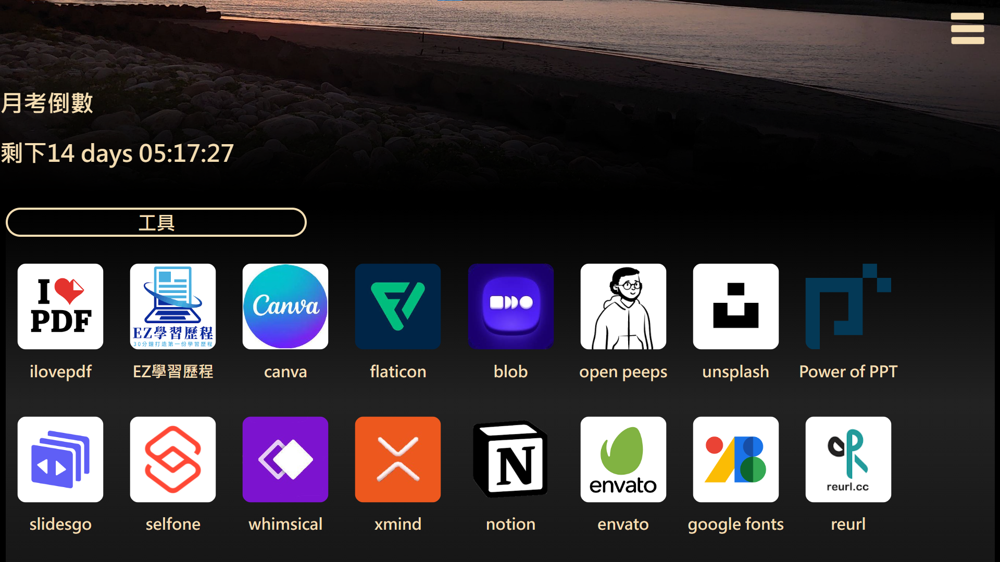 月考倒數
剩下14 days 05:17:27
工具
I
PDF
EZ學習歷程
30分鐘打造第一份學習歷程
Canva
ilovepdf
EZ學習歷程
canva
flaticon
blob
open peeps
unsplash
Power of PPT
N
envato
reurl.cc
slidesgo
selfone
whimsical
xmind
notion
envato
google fonts
reurl